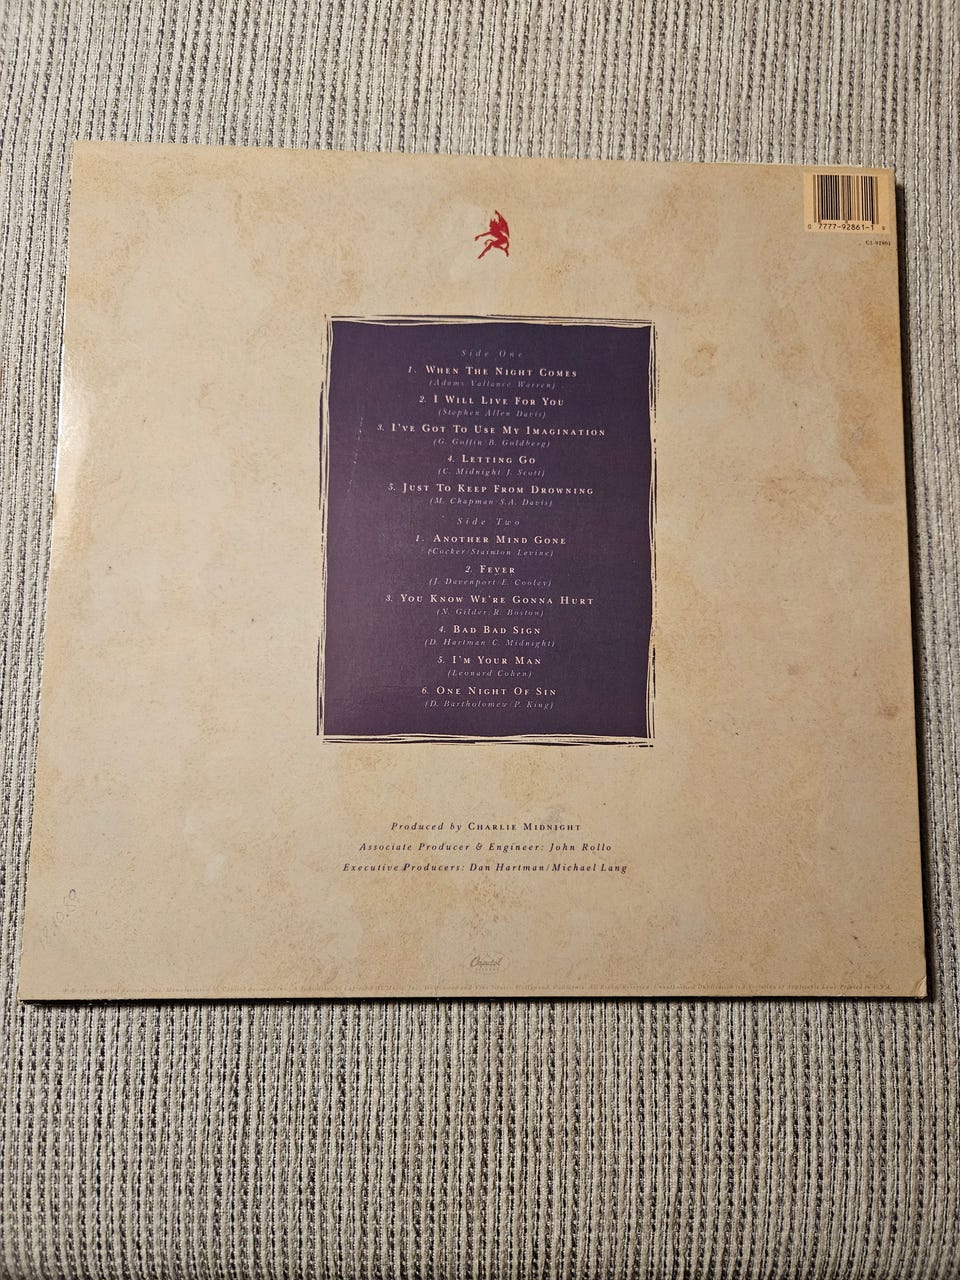 0 7777-92861-1 9
C1-92861
Side One
1. When The Night Comes
(Adams/Vallance/Warren)
2. I Will Live For You
(Stephen Allen Davis)
3. I've Got To Use My Imagination
(G. Goffin/B. Goldberg)
4. Letting Go
(C. Midnight/J. Scott)
5. Just To Keep From Drowning
(M. Chapman/S.A. Davis)
Side Two
1. Another Mind Gone
(Cocker/Stainton/Levine)
2. Fever
(J. Davenport/E. Cooley)
3. You Know We're Gonna Hurt
(N. Gilder/R. Boston)
4. Bad Bad Sign
(D. Hartman/C. Midnight)
5. I'm Your Man
(Leonard Cohen)
6. One Night Of Sin
(D. Bartholomew/P. King)
Produced by Charlie Midnight
Associate Producer & Engineer: John Rollo
Executive Producers: Dan Hartman/Michael Lang
Capitol